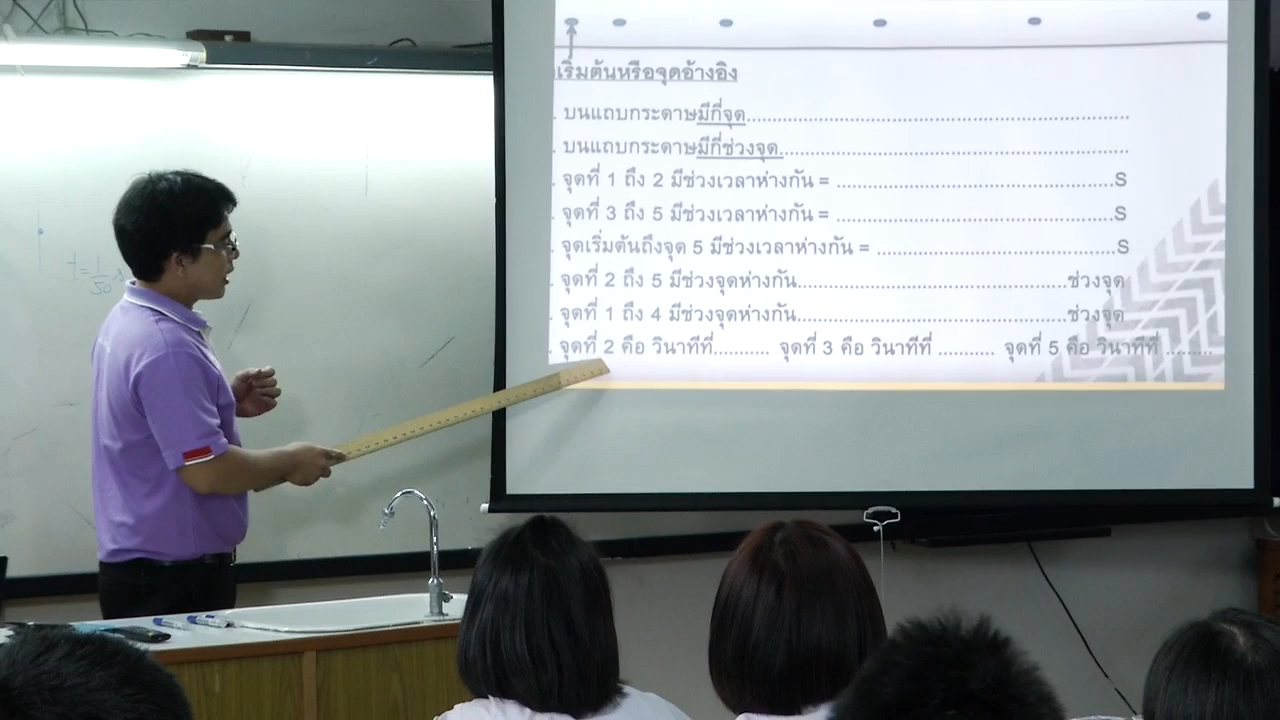 เริ่มต้นหรือจุดอ้างอิง
. บนแถบกระดาษมีกี่จุด....................................................................
. บนแถบกระดาษมีกี่ช่วงจุด..............................................................
. จุดที่ 1 ถึง 2 มีช่วงเวลาห่างกัน = ..................................................S
. จุดที่ 3 ถึง 5 มีช่วงเวลาห่างกัน = ..................................................S
. จุดเริ่มต้นถึงจุด 5 มีช่วงเวลาห่างกัน = ...........................................S
. จุดที่ 2 ถึง 5 มีช่วงจุดห่างกัน................................................ช่วงจุด
. จุดที่ 1 ถึง 4 มีช่วงจุดห่างกัน................................................ช่วงจุด
. จุดที่ 2 คือ วินาทีที่.......... จุดที่ 3 คือ วินาทีที่ .......... จุดที่ 5 คือ วินาทีที่ ........
t = 1/50 s